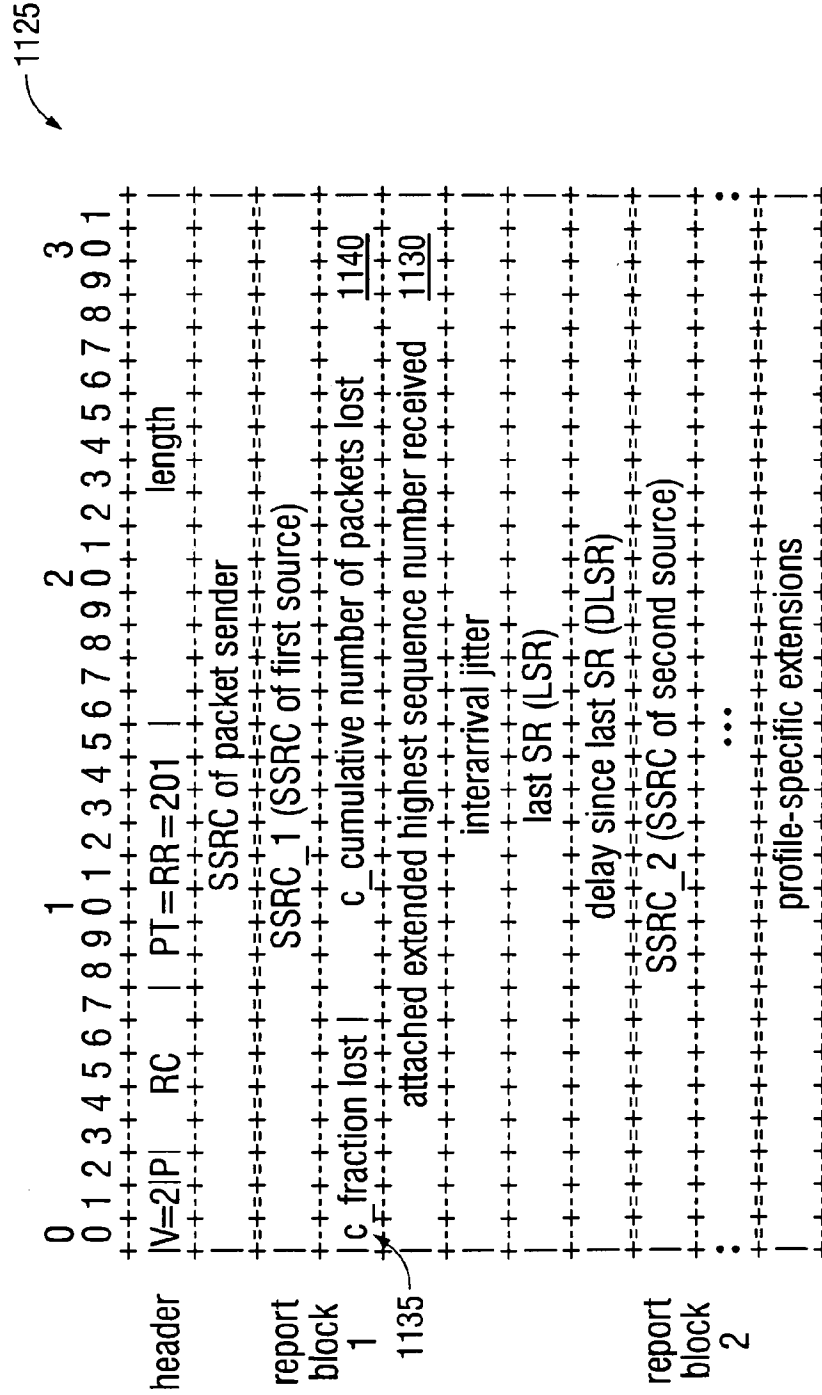 1125
0 1 2 3
0 1 2 3 4 5 6 7 8 9 0 1 2 3 4 5 6 7 8 9 0 1 2 3 4 5 6 7 8 9 0 1
+-+-+-+-+-+-+-+-+-+-+-+-+-+-+-+-+-+-+-+-+-+-+-+-+-+-+-+-+-+-+-+-+
header |V=2|P| RC | PT=RR=201 | length |
+-+-+-+-+-+-+-+-+-+-+-+-+-+-+-+-+-+-+-+-+-+-+-+-+-+-+-+-+-+-+-+-+
| SSRC of packet sender |
+=+=+=+=+=+=+=+=+=+=+=+=+=+=+=+=+=+=+=+=+=+=+=+=+=+=+=+=+=+=+=+=+
report | SSRC_1 (SSRC of first source) |
block +-+-+-+-+-+-+-+-+-+-+-+-+-+-+-+-+-+-+-+-+-+-+-+-+-+-+-+-+-+-+-+-+
1 |c_fraction lost | c_cumulative number of packets lost 1140 |
1135 +-+-+-+-+-+-+-+-+-+-+-+-+-+-+-+-+-+-+-+-+-+-+-+-+-+-+-+-+-+-+-+-+
| attached extended highest sequence number received 1130 |
+-+-+-+-+-+-+-+-+-+-+-+-+-+-+-+-+-+-+-+-+-+-+-+-+-+-+-+-+-+-+-+-+
| interarrival jitter |
+-+-+-+-+-+-+-+-+-+-+-+-+-+-+-+-+-+-+-+-+-+-+-+-+-+-+-+-+-+-+-+-+
| last SR (LSR) |
+-+-+-+-+-+-+-+-+-+-+-+-+-+-+-+-+-+-+-+-+-+-+-+-+-+-+-+-+-+-+-+-+
| delay since last SR (DLSR) |
+=+=+=+=+=+=+=+=+=+=+=+=+=+=+=+=+=+=+=+=+=+=+=+=+=+=+=+=+=+=+=+=+
report | SSRC_2 (SSRC of second source) |
block +-+-+-+-+-+-+-+-+-+-+-+-+-+-+-+-+-+-+-+-+-+-+-+-+-+-+-+-+-+-+-+-+
2 : ... :
+=+=+=+=+=+=+=+=+=+=+=+=+=+=+=+=+=+=+=+=+=+=+=+=+=+=+=+=+=+=+=+=+
| profile-specific extensions |
+-+-+-+-+-+-+-+-+-+-+-+-+-+-+-+-+-+-+-+-+-+-+-+-+-+-+-+-+-+-+-+-+